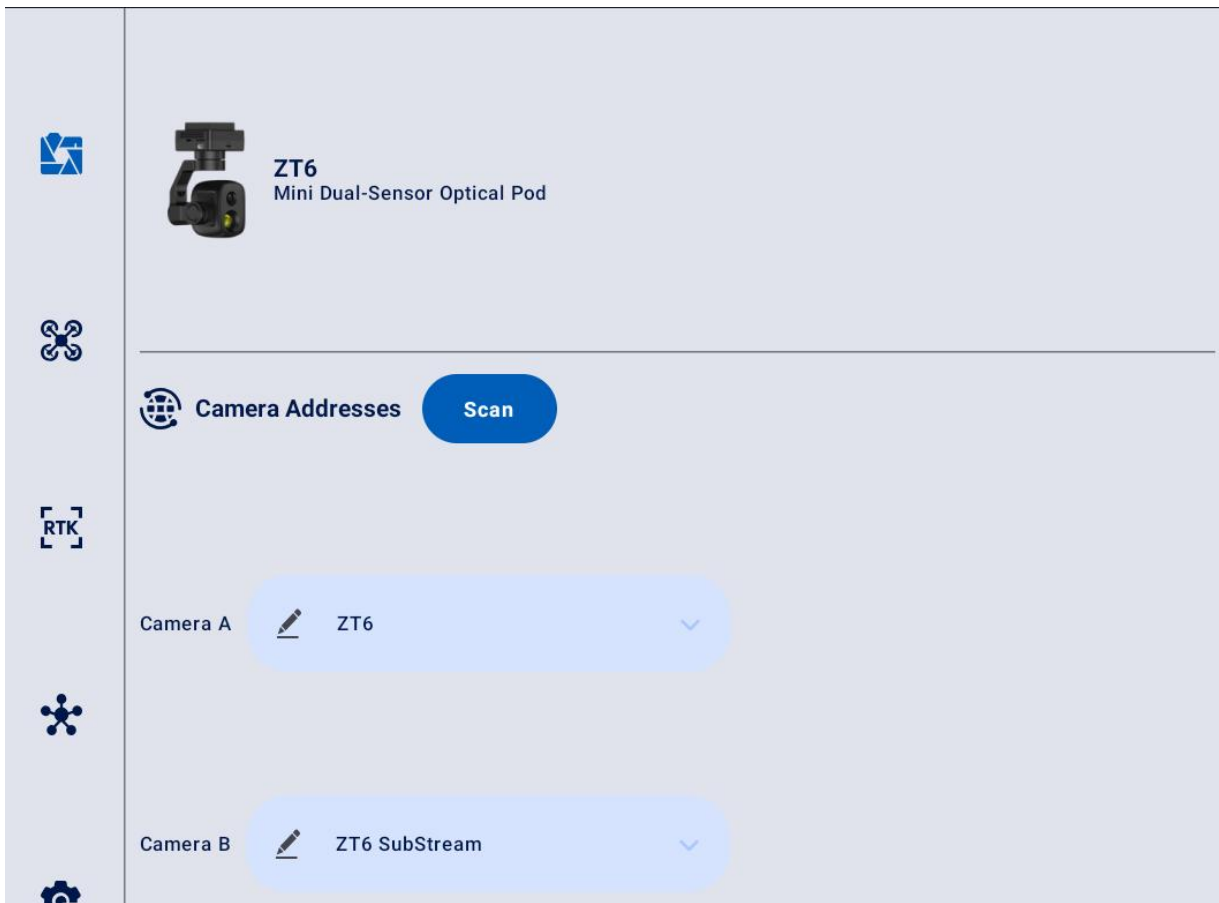 ZT6
Mini Dual-Sensor Optical Pod
Camera Addresses
Scan
RTK
Camera A
ZT6
Camera B
ZT6 SubStream